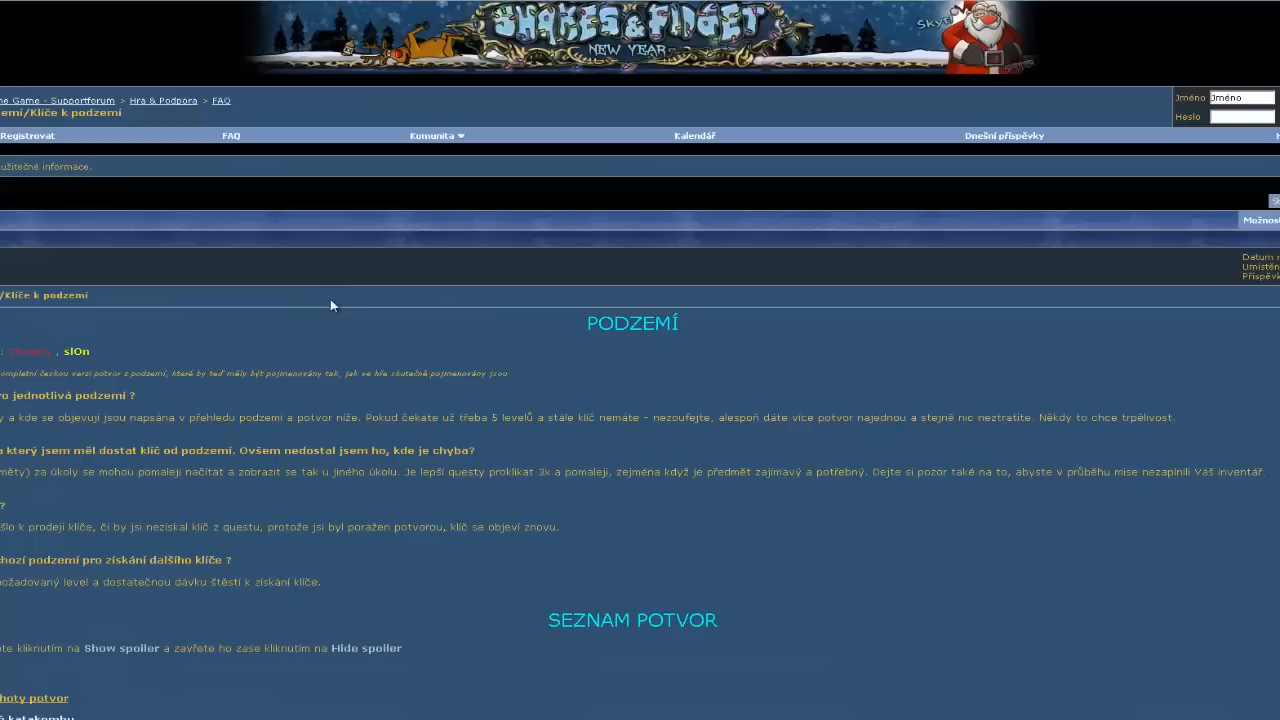 SHAKES & FIDGET
NEW YEAR
Game - Supportforum > Hra & Podpora > FAQ
emí/Klíče k podzemí
Jméno Jméno
Heslo
Registrovat FAQ Komunita Kalendář Dnešní příspěvky
užitečné informace.
Možnost
Datum
Umístěn
Příspěvk
/Klíče k podzemí
PODZEMÍ
: , slOn
ompletní českou verzi potvor z podzemí, které by teď měly být pojmenovány tak, jak ve hře skutečně pojmenovány jsou
ro jednotlivá podzemí ?
y a kde se objevují jsou napsána v přehledu podzemí a potvor níže. Pokud čekáte už třeba 5 levelů a stále klíč nemáte - nezoufejte, alespoň dáte více potvor najednou a stejně nic neztratíte. Někdy to chce trpělivost.
a který jsem měl dostat klíč od podzemí. Ovšem nedostal jsem ho, kde je chyba?
měty) za úkoly se mohou pomaleji načítat a zobrazit se tak u jiného úkolu. Je lepší questy proklikat 3x a pomaleji, zejména když je předmět zajímavý a potřebný. Dejte si pozor také na to, abyste v průběhu mise nezaplnili Váš inventář.
?
šlo k prodeji klíče, či by jsi nezískal klíč z questu, protože jsi byl poražen potvorou, klíč se objeví znovu.
chozí podzemí pro získání dalšího klíče ?
požadovaný level a dostatečnou dávku štěstí k získání klíče.
SEZNAM POTVOR
te kliknutím na Show spoiler a zavřete ho zase kliknutím na Hide spoiler
hoty potvor
katakomby